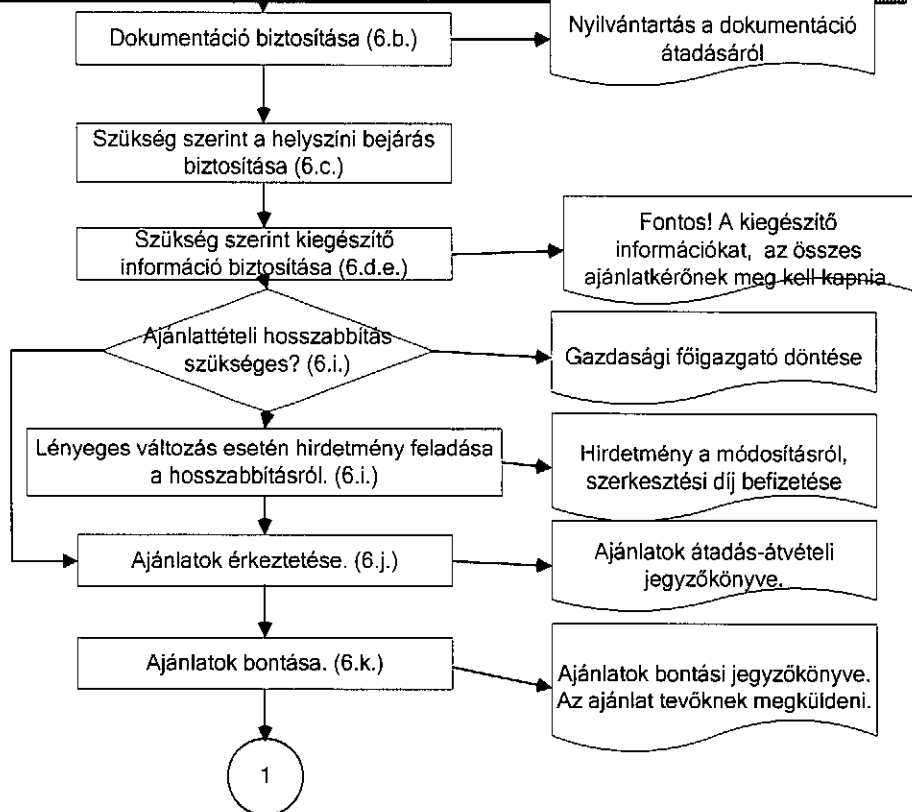 Dokumentáció biztosítása (6.b.)
Nyilvántartás a dokumentáció
átadásáról
Szükség szerint a helyszíni bejárás
biztosítása (6.c.)
Szükség szerint kiegészítő
információ biztosítása (6.d.e.)
Fontos! A kiegészítő
információkat, az összes
ajánlatkérőnek meg kell kapnia.
Ajánlattételi hosszabbítás
szükséges? (6.i.)
Gazdasági főigazgató döntése
Lényeges változás esetén hirdetmény feladása
a hosszabbításról. (6.i.)
Hirdetmény a módosításról,
szerkesztési díj befizetése
Ajánlatok érkeztetése. (6.j.)
Ajánlatok átadás-átvételi
jegyzőkönyve.
Ajánlatok bontása. (6.k.)
Ajánlatok bontási jegyzőkönyve.
Az ajánlat tevőknek megküldeni.
1